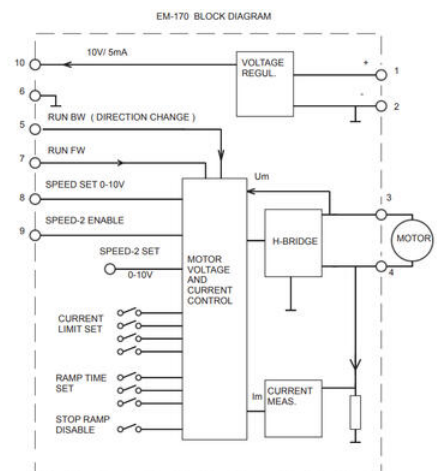 EM-170 BLOCK DIAGRAM
10V/ 5mA
10
VOLTAGE
REGUL.
+
1
6
-
2
5
RUN BW ( DIRECTION CHANGE )
7
RUN FW
Um
SPEED SET 0-10V
8
3
SPEED-2 ENABLE
9
H-BRIDGE
MOTOR
SPEED-2 SET
0-10V
MOTOR
VOLTAGE
AND
CURRENT
CONTROL
4
CURRENT
LIMIT SET
RAMP TIME
SET
Im
CURRENT
MEAS.
STOP RAMP
DISABLE